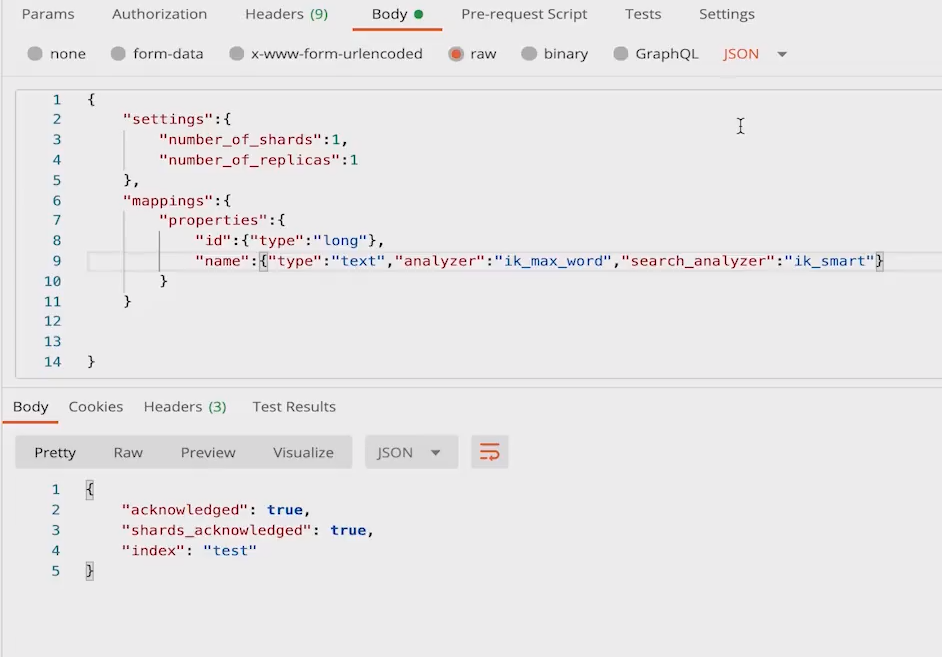 Params Authorization Headers (9) Body Pre-request Script Tests Settings
none form-data x-www-form-urlencoded raw binary GraphQL JSON
1 {
2 "settings":{
3 "number_of_shards":1,
4 "number_of_replicas":1
5 },
6 "mappings":{
7 "properties":{
8 "id":{"type":"long"},
9 "name":{"type":"text","analyzer":"ik_max_word","search_analyzer":"ik_smart"}
10 }
11 }
12
13
14 }
Body Cookies Headers (3) Test Results
Pretty Raw Preview Visualize JSON
1 {
2 "acknowledged": true,
3 "shards_acknowledged": true,
4 "index": "test"
5 }